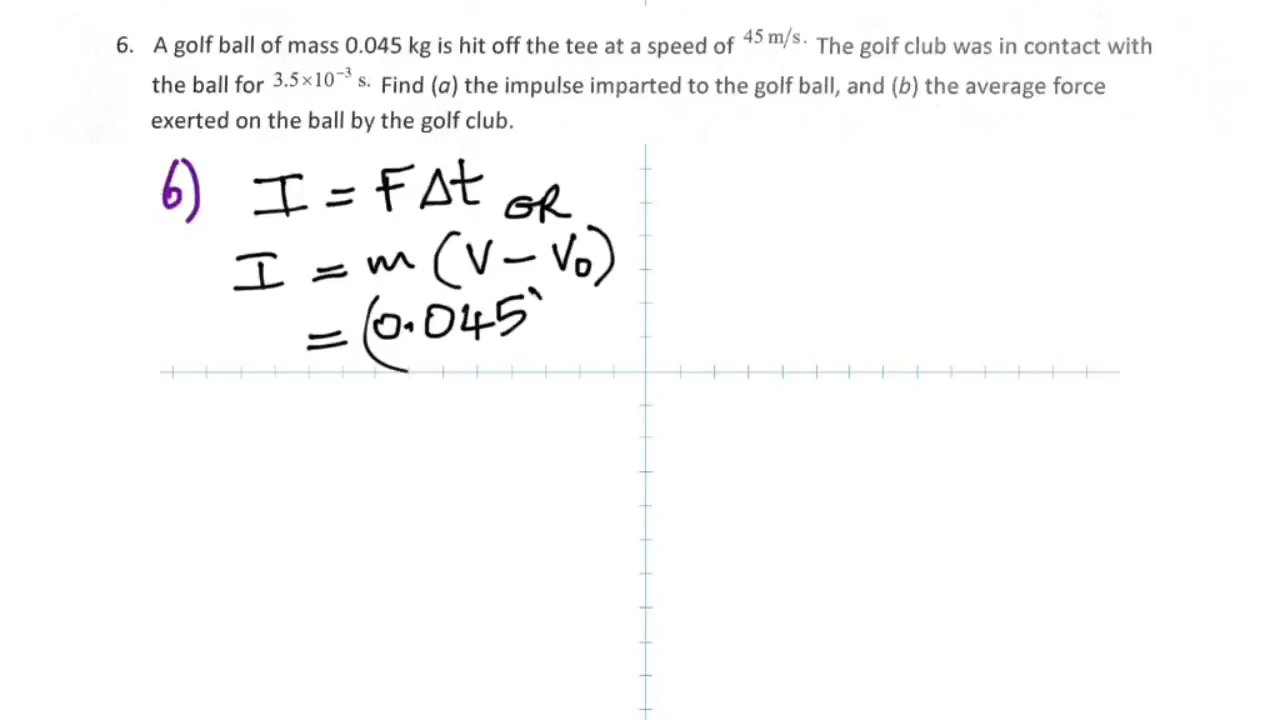 6. A golf ball of mass 0.045 kg is hit off the tee at a speed of 45 m/s. The golf club was in contact with
the ball for 3.5×10⁻³ s. Find (a) the impulse imparted to the golf ball, and (b) the average force
exerted on the ball by the golf club.
6) I = F Δt OR
I = m (V – V₀)
= (0.045